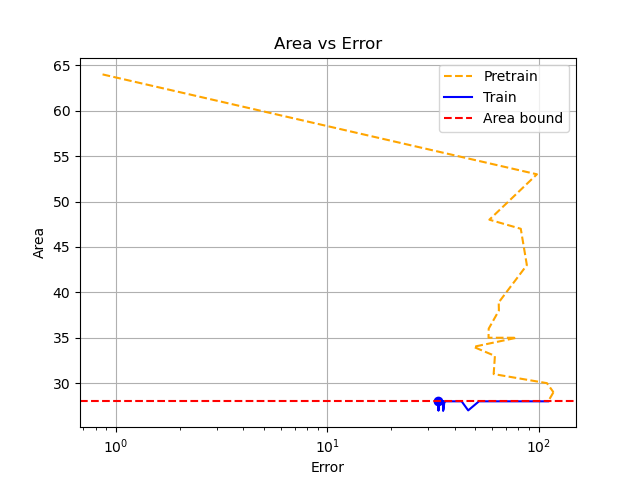 Area vs Error
65
60
55
50
45
40
35
30
Area
Pretrain
Train
Area bound
10⁰
10¹
10²
Error